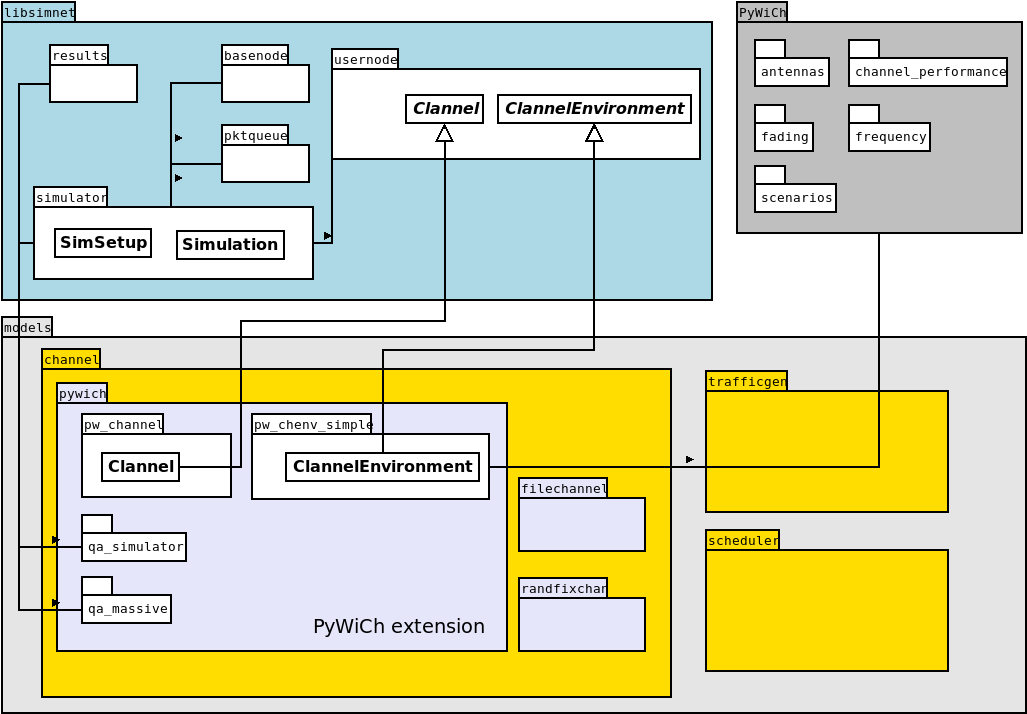 libsimnet
PyWiCh
results
basenode
usernode
antennas
channel_performance
Clannel
ClannelEnvironment
pktqueue
fading
frequency
simulator
scenarios
SimSetup
Simulation
models
channel
trafficgen
pywich
pw_channel
pw_chenv_simple
Clannel
ClannelEnvironment
filechannel
qa_simulator
scheduler
randfixchan
qa_massive
PyWiCh extension